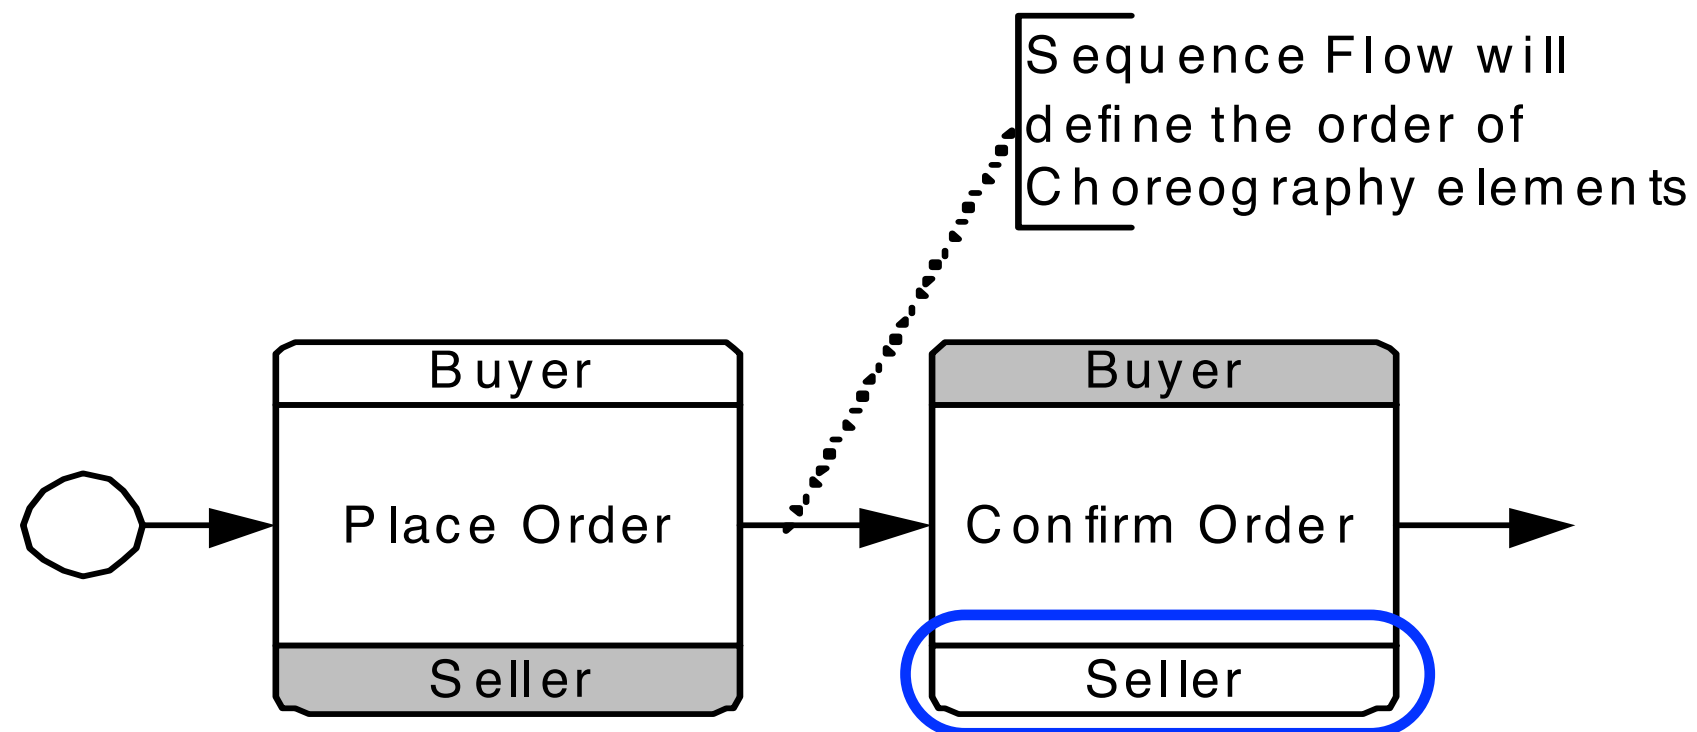 Sequence Flow will
define the order of
Choreography elements
Buyer
Place Order
Seller
Buyer
Confirm Order
Seller